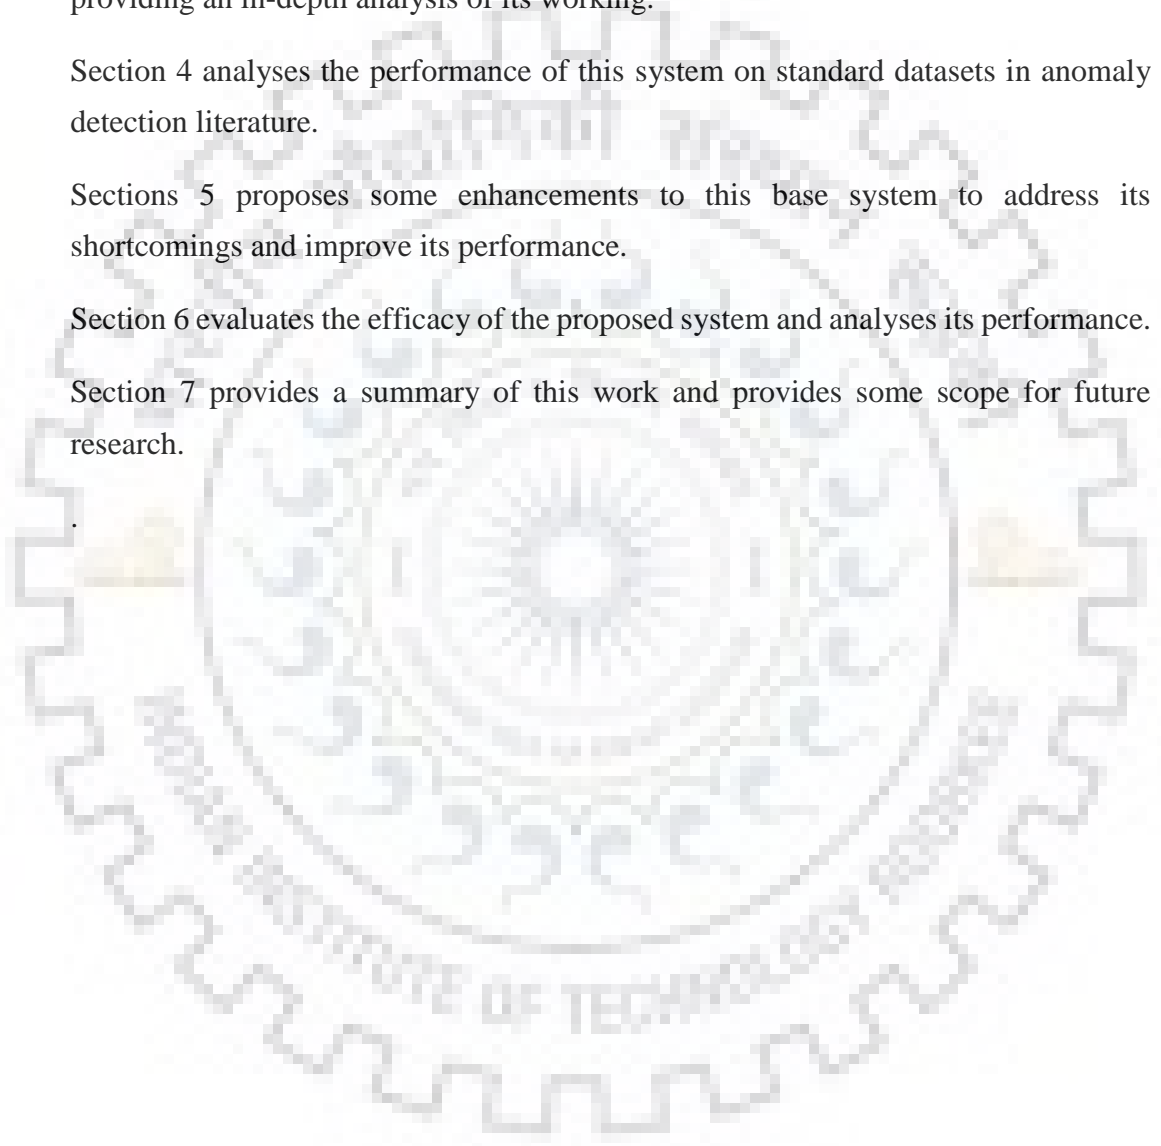 providing an in-depth analysis of its working.
Section 4 analyses the performance of this system on standard datasets in anomaly
detection literature.
Sections 5 proposes some enhancements to this base system to address its
shortcomings and improve its performance.
Section 6 evaluates the efficacy of the proposed system and analyses its performance.
Section 7 provides a summary of this work and provides some scope for future
research.
.
INSTITUTE OF TECHNOLOGY